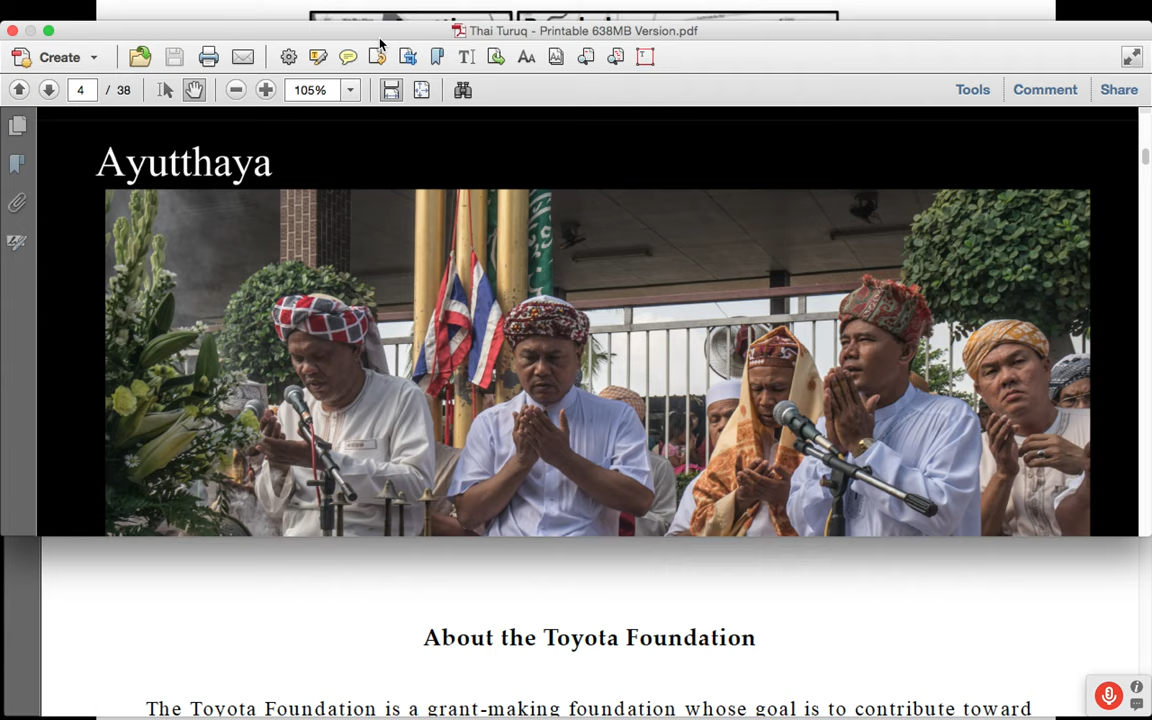 Thai Turuq - Printable 638MB Version.pdf
Create
4 / 38 105% Tools Comment Share
Ayutthaya
About the Toyota Foundation
The Toyota Foundation is a grant-making foundation whose goal is to contribute toward